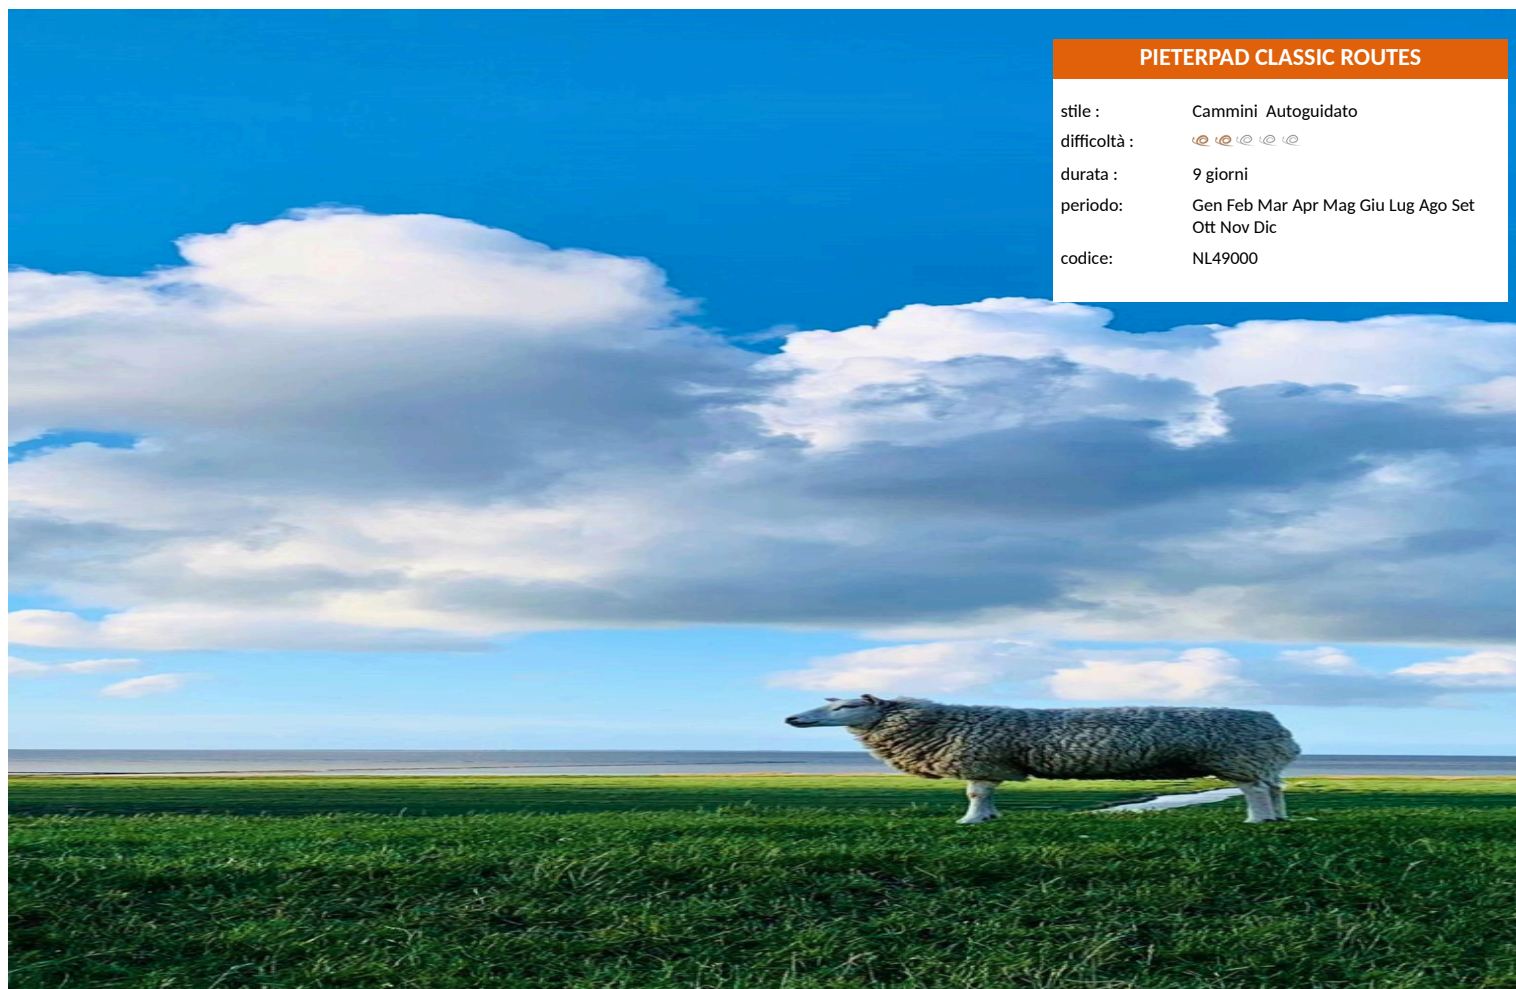 PIETERPAD CLASSIC ROUTES
stile : Cammini Autoguidato
difficoltà :
durata : 9 giorni
periodo: Gen Feb Mar Apr Mag Giu Lug Ago Set
Ott Nov Dic
codice: NL49000